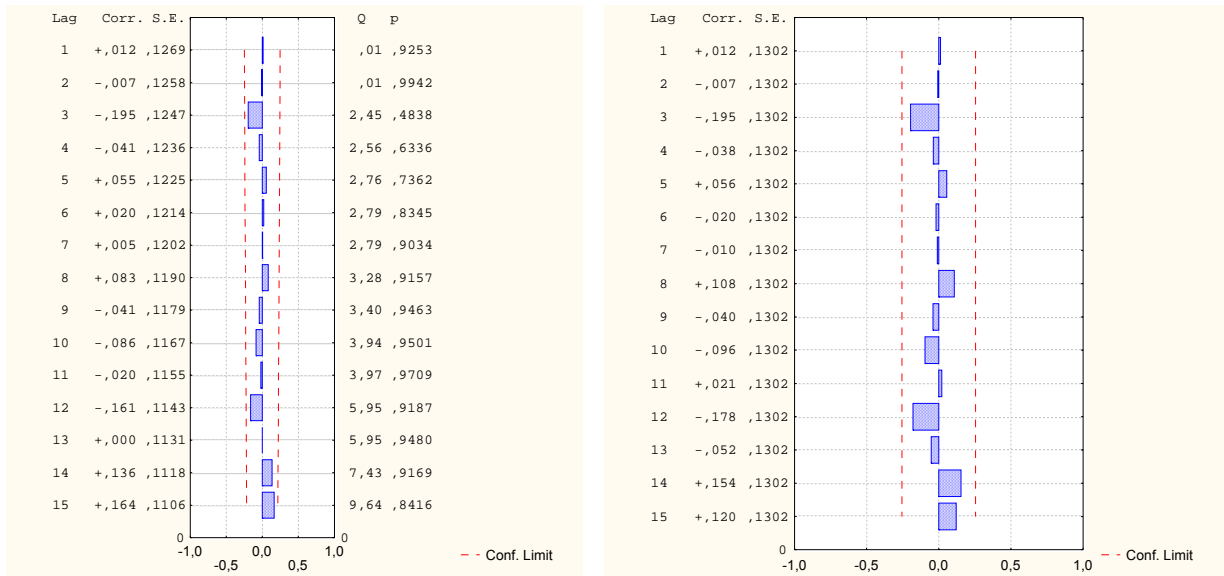 Lag Corr. S.E. Q p
1 +,012 ,1269 ,01 ,9253
2 -,007 ,1258 ,01 ,9942
3 -,195 ,1247 2,45 ,4838
4 -,041 ,1236 2,56 ,6336
5 +,055 ,1225 2,76 ,7362
6 +,020 ,1214 2,79 ,8345
7 +,005 ,1202 2,79 ,9034
8 +,083 ,1190 3,28 ,9157
9 -,041 ,1179 3,40 ,9463
10 -,086 ,1167 3,94 ,9501
11 -,020 ,1155 3,97 ,9709
12 -,161 ,1143 5,95 ,9187
13 +,000 ,1131 5,95 ,9480
14 +,136 ,1118 7,43 ,9169
15 +,164 ,1106 9,64 ,8416
0 0
-1,0 -0,5 0,0 0,5 1,0
Conf. Limit
Lag Corr. S.E.
1 +,012 ,1302
2 -,007 ,1302
3 -,195 ,1302
4 -,038 ,1302
5 +,056 ,1302
6 -,020 ,1302
7 -,010 ,1302
8 +,108 ,1302
9 -,040 ,1302
10 -,096 ,1302
11 +,021 ,1302
12 -,178 ,1302
13 -,052 ,1302
14 +,154 ,1302
15 +,120 ,1302
0
-1,0 -0,5 0,0 0,5 1,0
Conf. Limit